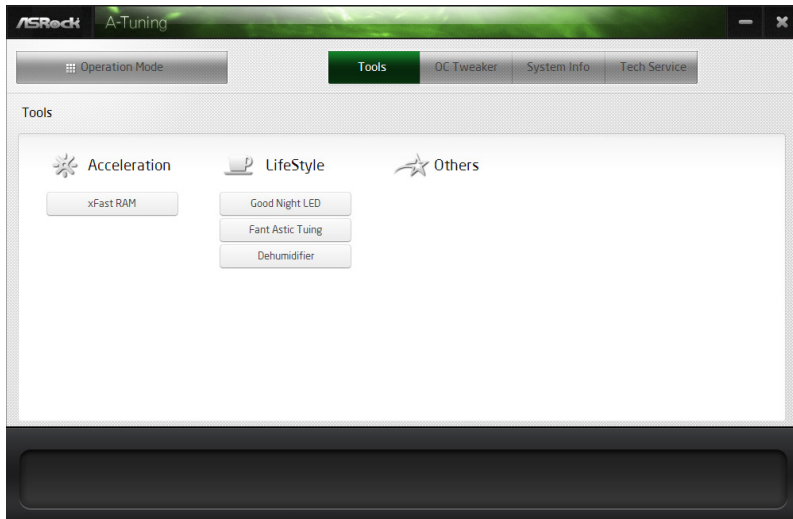 ASRock A-Tuning
Operation Mode
Tools OC Tweaker System Info Tech Service
Tools
Acceleration LifeStyle Others
xFast RAM Good Night LED
Fant Astic Tuing
Dehumidifier